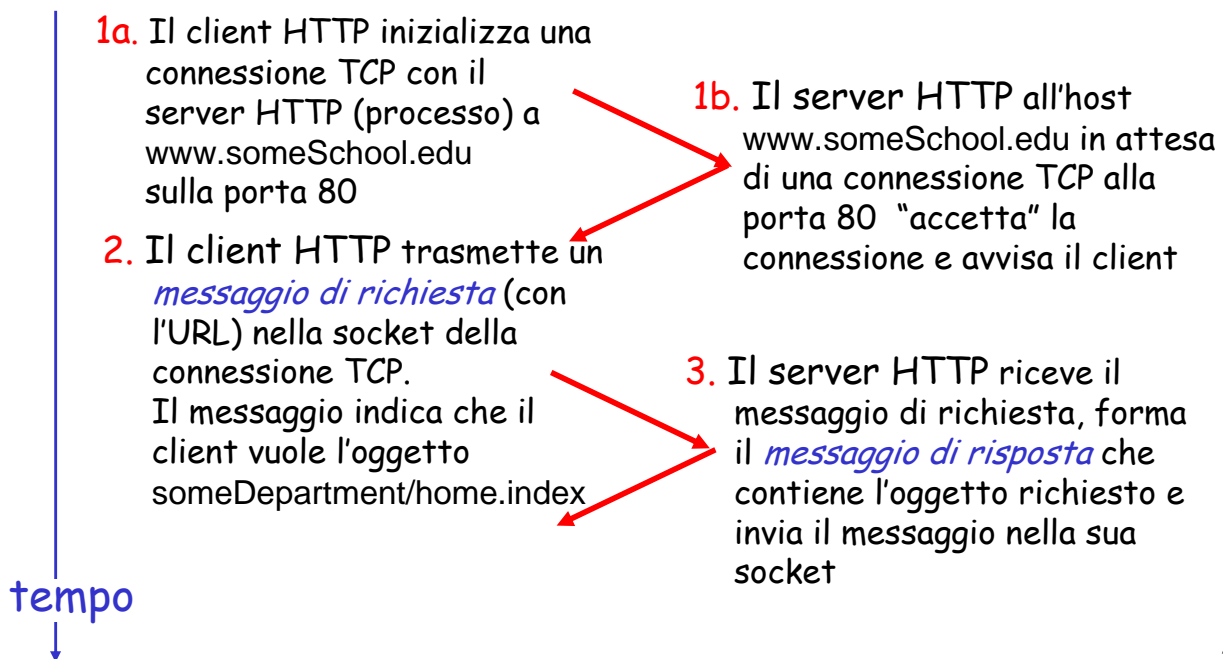 1a. Il client HTTP inizializza una
connessione TCP con il
server HTTP (processo) a
www.someSchool.edu
sulla porta 80
1b. Il server HTTP all'host
www.someSchool.edu in attesa
di una connessione TCP alla
porta 80 “accetta” la
connessione e avvisa il client
2. Il client HTTP trasmette un
messaggio di richiesta (con
l'URL) nella socket della
connessione TCP.
Il messaggio indica che il
client vuole l'oggetto
someDepartment/home.index
3. Il server HTTP riceve il
messaggio di richiesta, forma
il messaggio di risposta che
contiene l'oggetto richiesto e
invia il messaggio nella sua
socket
tempo